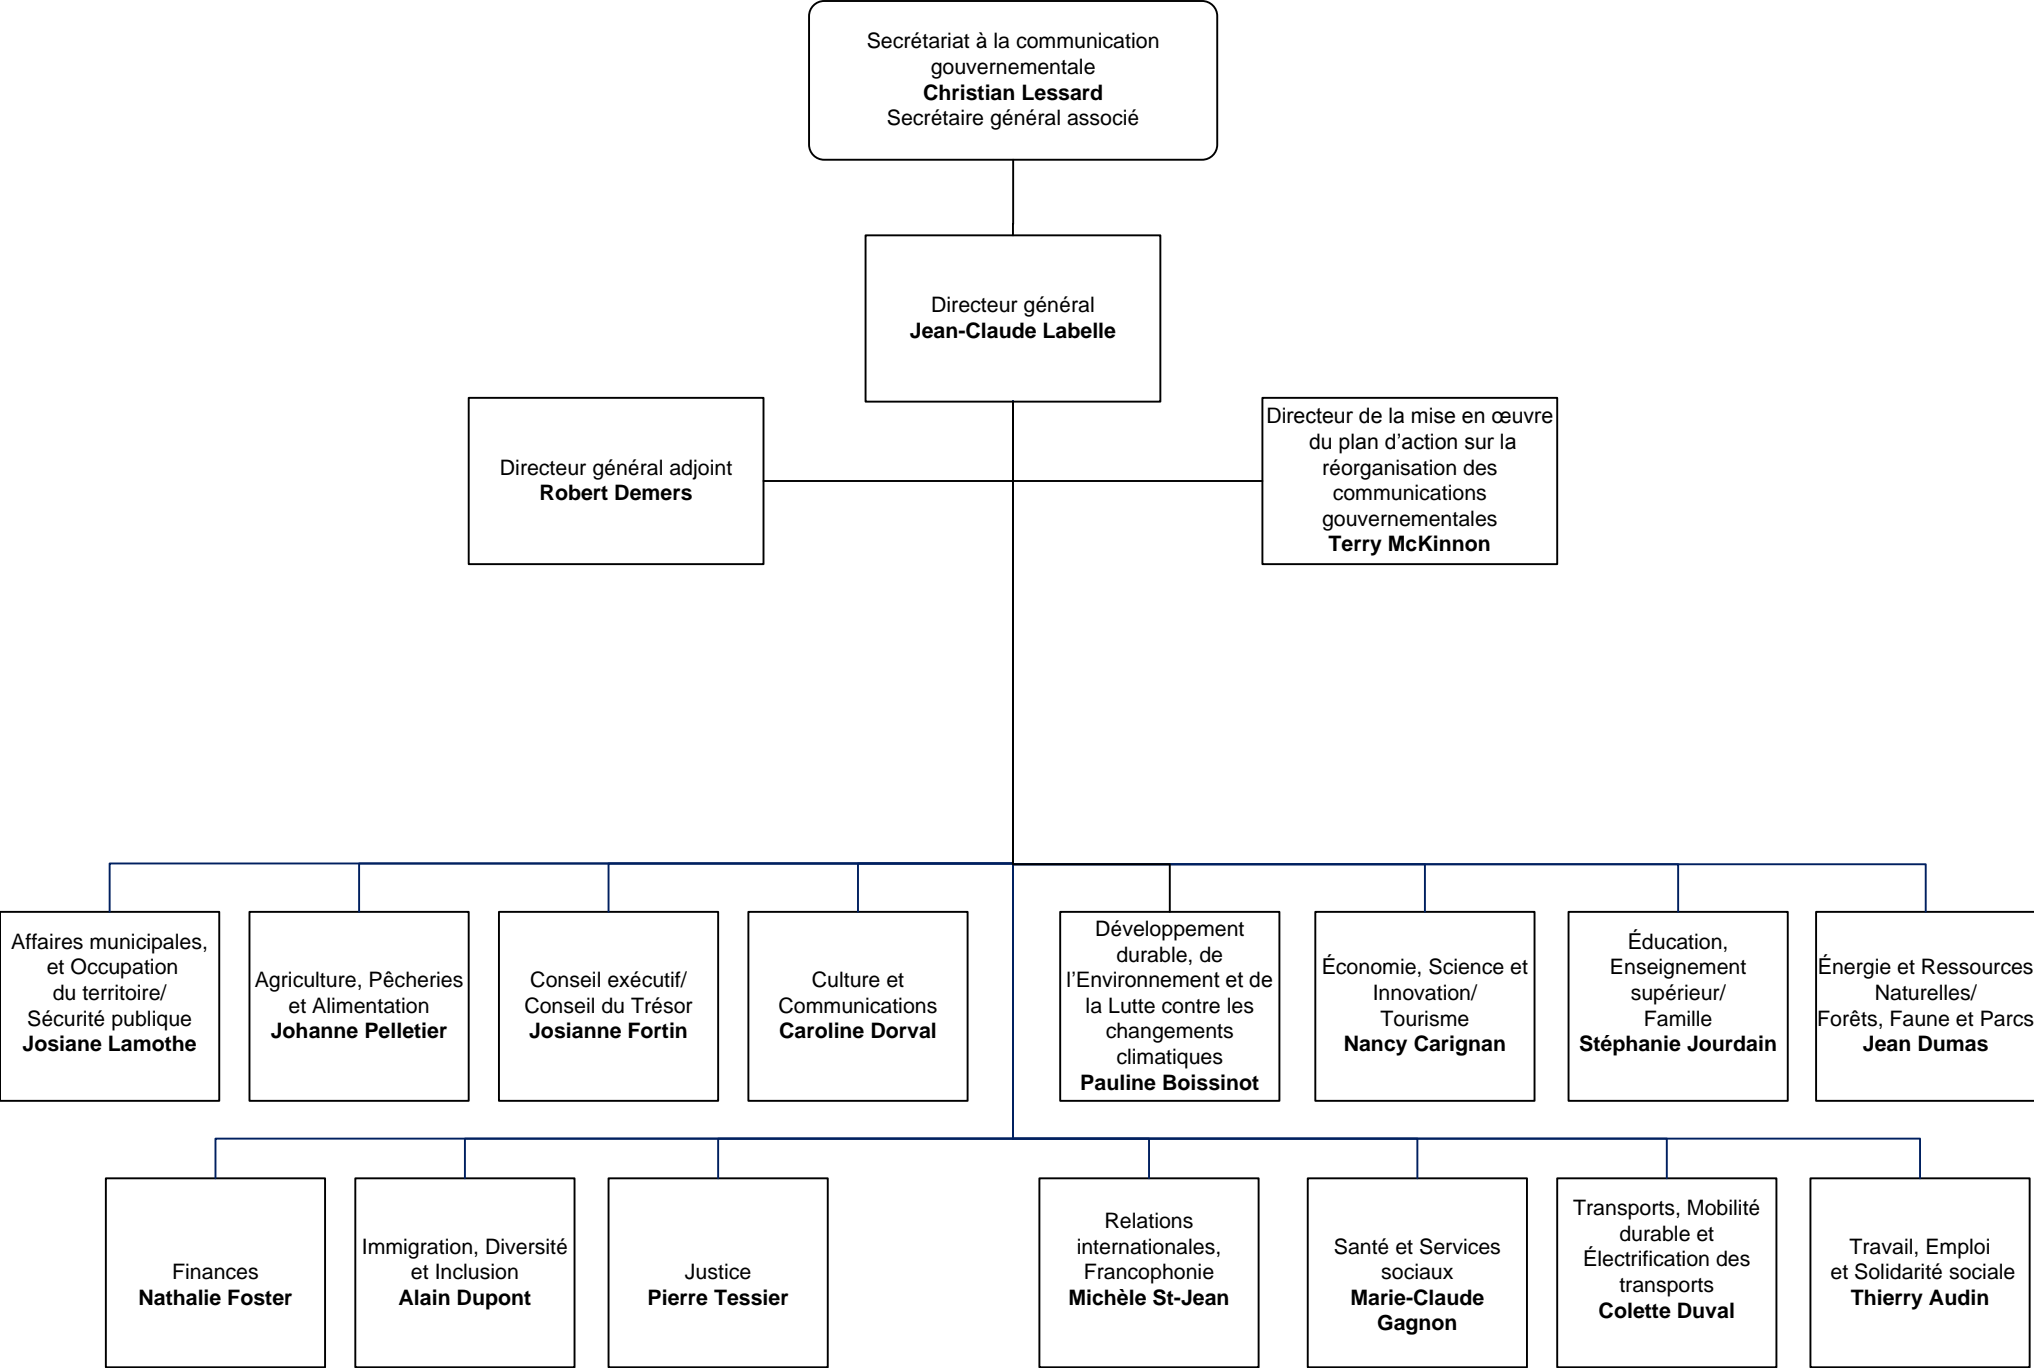 Secrétariat à la communication
gouvernementale
Christian Lessard
Secrétaire général associé
Directeur général
Jean-Claude Labelle
Directeur général adjoint
Robert Demers
Directeur de la mise en œuvre
du plan d’action sur la
réorganisation des
communications
gouvernementales
Terry McKinnon
Affaires municipales,
et Occupation
du territoire/
Sécurité publique
Josiane Lamothe
Agriculture, Pêcheries
et Alimentation
Johanne Pelletier
Conseil exécutif/
Conseil du Trésor
Josianne Fortin
Culture et
Communications
Caroline Dorval
Développement
durable, de
l’Environnement et de
la Lutte contre les
changements
climatiques
Pauline Boissinot
Économie, Science et
Innovation/
Tourisme
Nancy Carignan
Éducation,
Enseignement
supérieur/
Famille
Stéphanie Jourdain
Énergie et Ressources
Naturelles/
Forêts, Faune et Parcs
Jean Dumas
Finances
Nathalie Foster
Immigration, Diversité
et Inclusion
Alain Dupont
Justice
Pierre Tessier
Relations
internationales,
Francophonie
Michèle St-Jean
Santé et Services
sociaux
Marie-Claude
Gagnon
Transports, Mobilité
durable et
Électrification des
transports
Colette Duval
Travail, Emploi
et Solidarité sociale
Thierry Audin